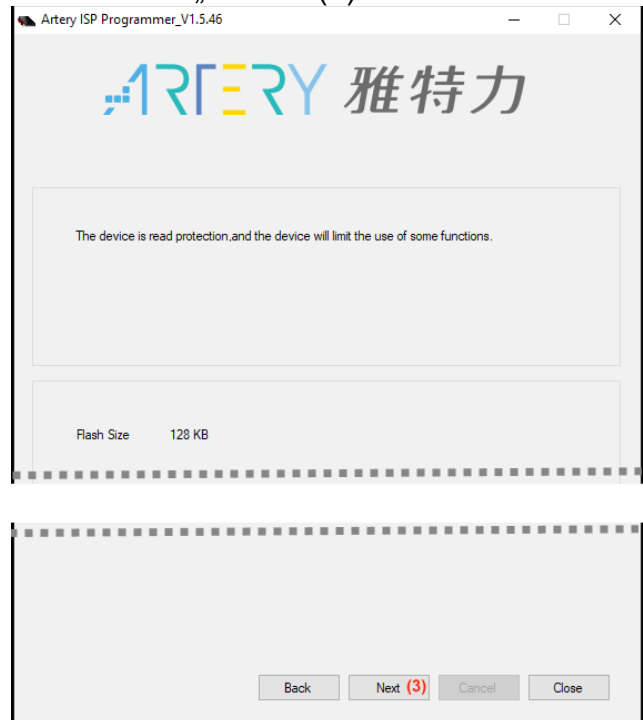 Artery ISP Programmer_V1.5.46
ARTERY 雅特力
The device is read protection,and the device will limit the use of some functions.
Flash Size 128 KB
Back Next (3) Cancel Close